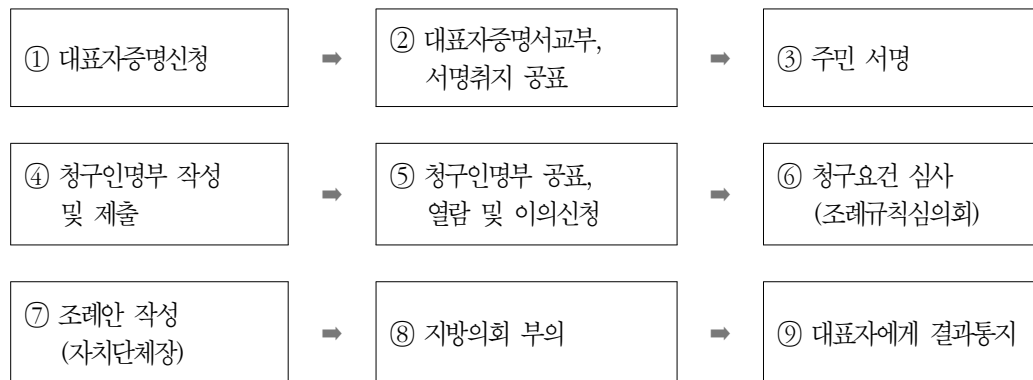 ① 대표자증명신청
② 대표자증명서교부,
서명취지 공표
③ 주민 서명
④ 청구인명부 작성
및 제출
⑤ 청구인명부 공표,
열람 및 이의신청
⑥ 청구요건 심사
(조례규칙심의회)
⑦ 조례안 작성
(자치단체장)
⑧ 지방의회 부의
⑨ 대표자에게 결과통지